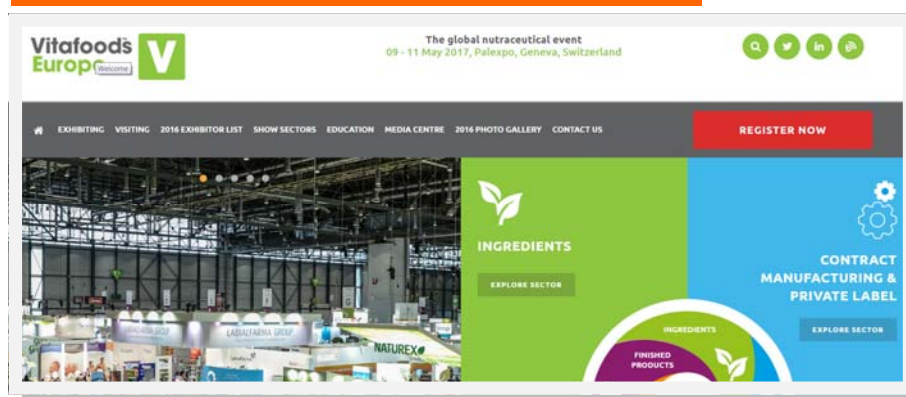 Vitafoods
Europe
Welcome
V
The global nutraceutical event
09 - 11 May 2017, Palexpo, Geneva, Switzerland
in
EXHIBITING VISITING 2016 EXHIBITOR LIST SHOW SECTORS EDUCATION MEDIA CENTRE 2016 PHOTO GALLERY CONTACT US
REGISTER NOW
INGREDIENTS
EXPLORE SECTOR
CONTRACT
MANUFACTURING &
PRIVATE LABEL
EXPLORE SECTOR
LABIALFARMA GROUP
NATUREX
INGREDIENTS
FINISHED
PRODUCTS